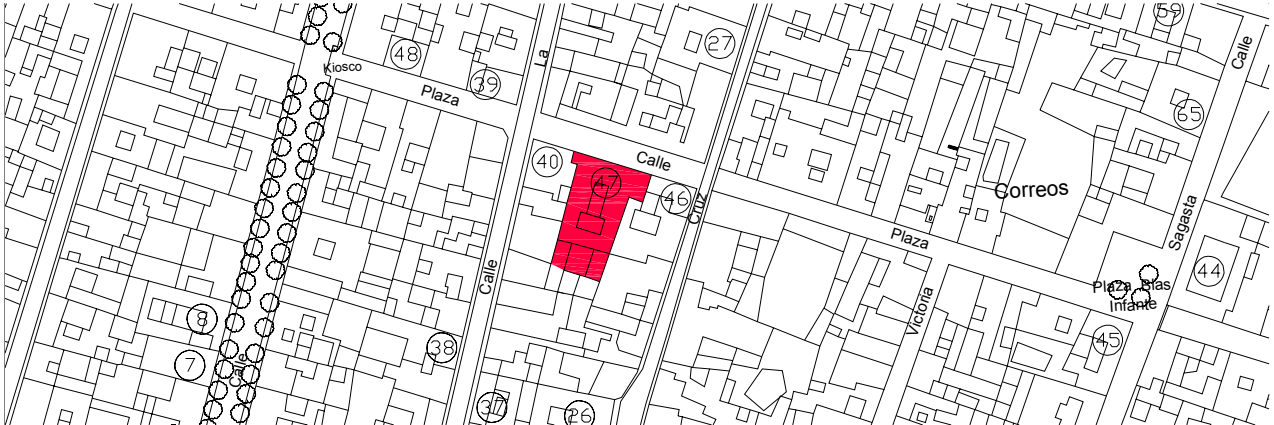 59
48
27
La
Calle
Kiosco
39
Plaza
65
40
Calle
47
46
Cruz
Correos
Sagasta
Plaza
44
Calle
Plaza Blas
Infante
Victoria
8
45
38
7
Calle
37
26